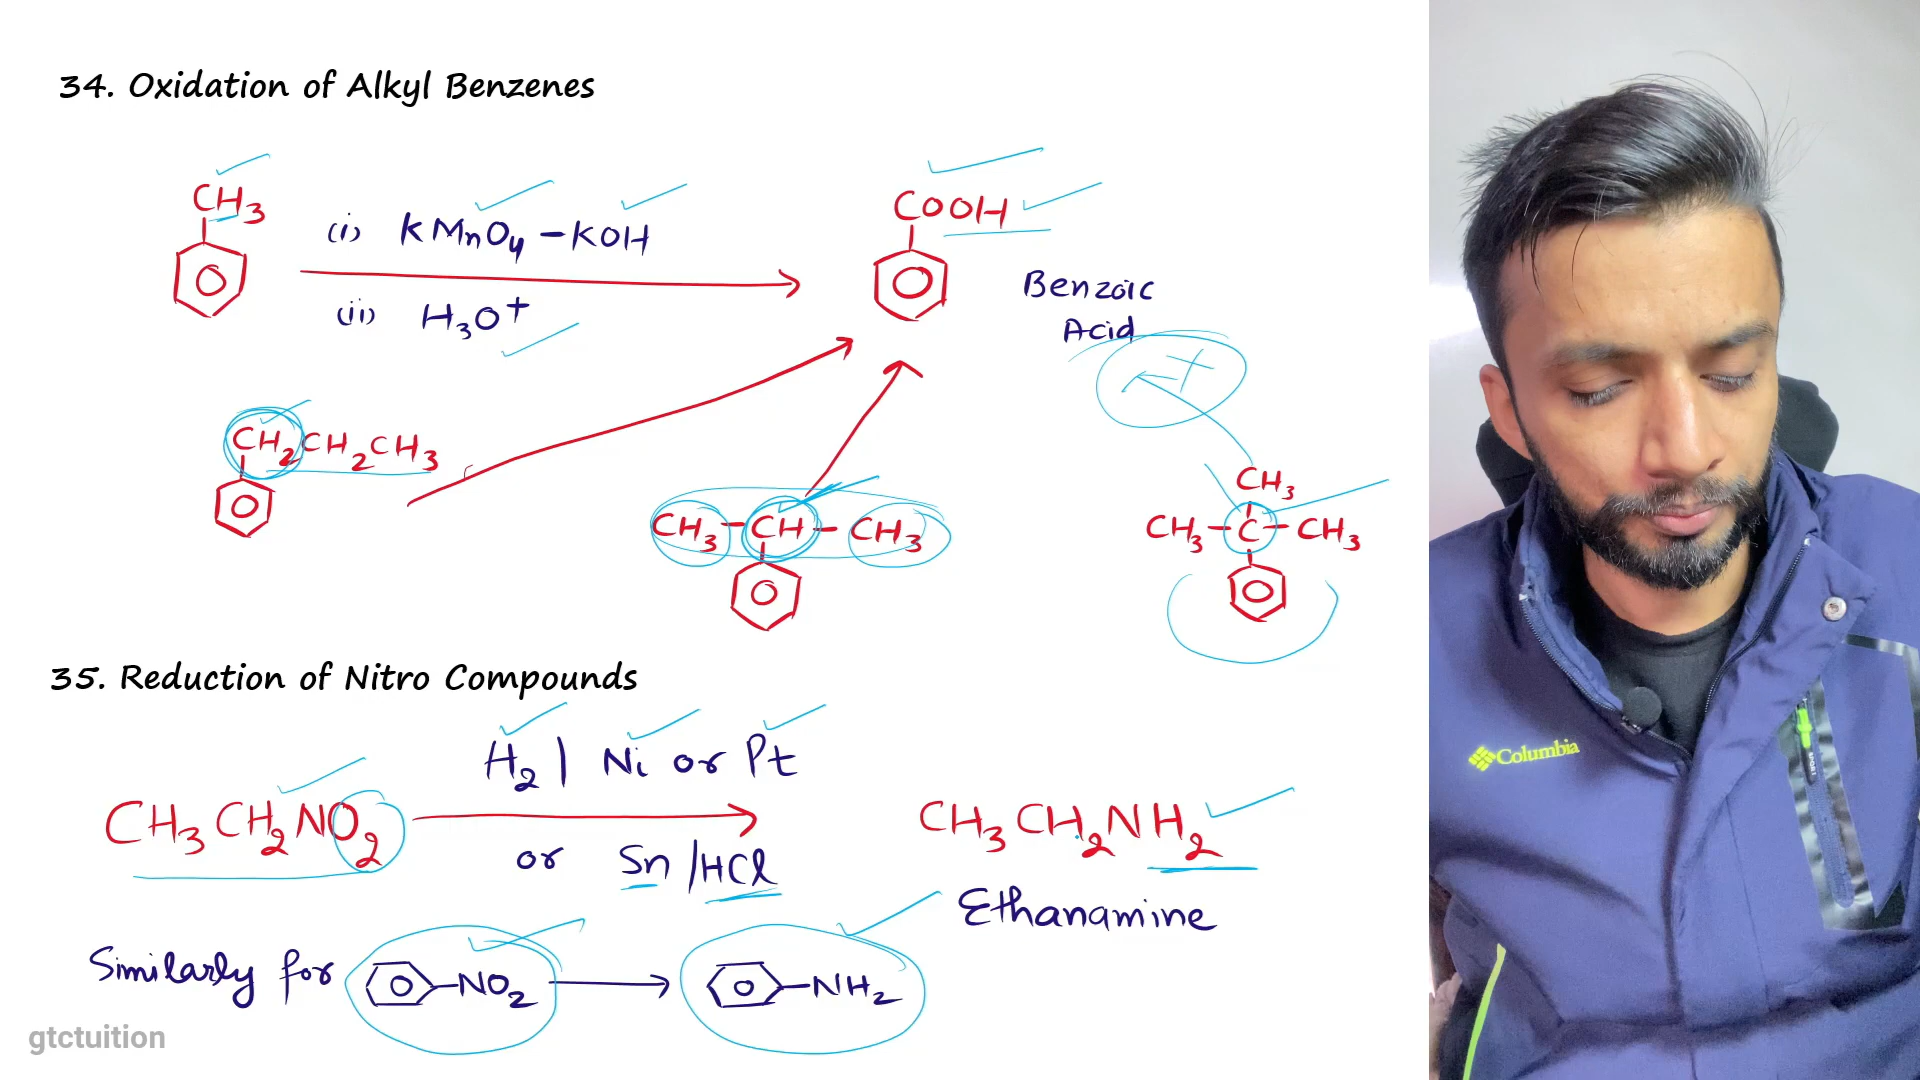 34. Oxidation of Alkyl Benzenes
CH3
(i) KMnO4 - KOH
(ii) H3O+
COOH
Benzoic
Acid
CH2CH2CH3
CH3-CH-CH3
CH3
CH3-C-CH3
35. Reduction of Nitro Compounds
H2 | Ni or Pt
CH3CH2NO2
or Sn/HCl
CH3CH2NH2
Ethanamine
Similarly for -NO2 → -NH2
gtctuition
Columbia